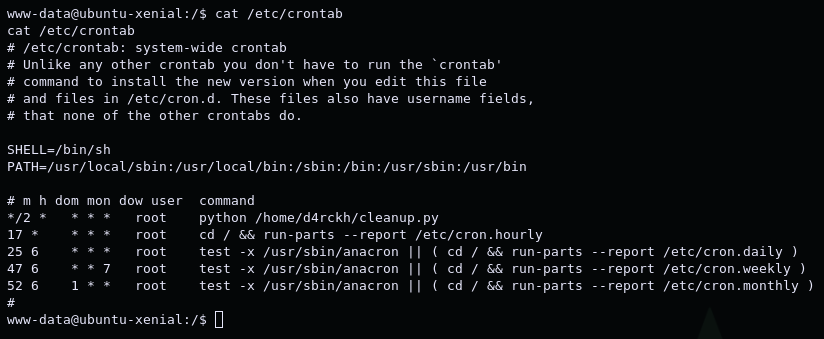 www-data@ubuntu-xenial:/$ cat /etc/crontab
cat /etc/crontab
# /etc/crontab: system-wide crontab
# Unlike any other crontab you don't have to run the `crontab'
# command to install the new version when you edit this file
# and files in /etc/cron.d. These files also have username fields,
# that none of the other crontabs do.

SHELL=/bin/sh
PATH=/usr/local/sbin:/usr/local/bin:/sbin:/bin:/usr/sbin:/usr/bin

# m h dom mon dow user  command
*/2 *   * * *   root    python /home/d4rckh/cleanup.py
17 *    * * *   root    cd / && run-parts --report /etc/cron.hourly
25 6    * * *   root    test -x /usr/sbin/anacron || ( cd / && run-parts --report /etc/cron.daily )
47 6    * * 7   root    test -x /usr/sbin/anacron || ( cd / && run-parts --report /etc/cron.weekly )
52 6    1 * *   root    test -x /usr/sbin/anacron || ( cd / && run-parts --report /etc/cron.monthly )
#
www-data@ubuntu-xenial:/$